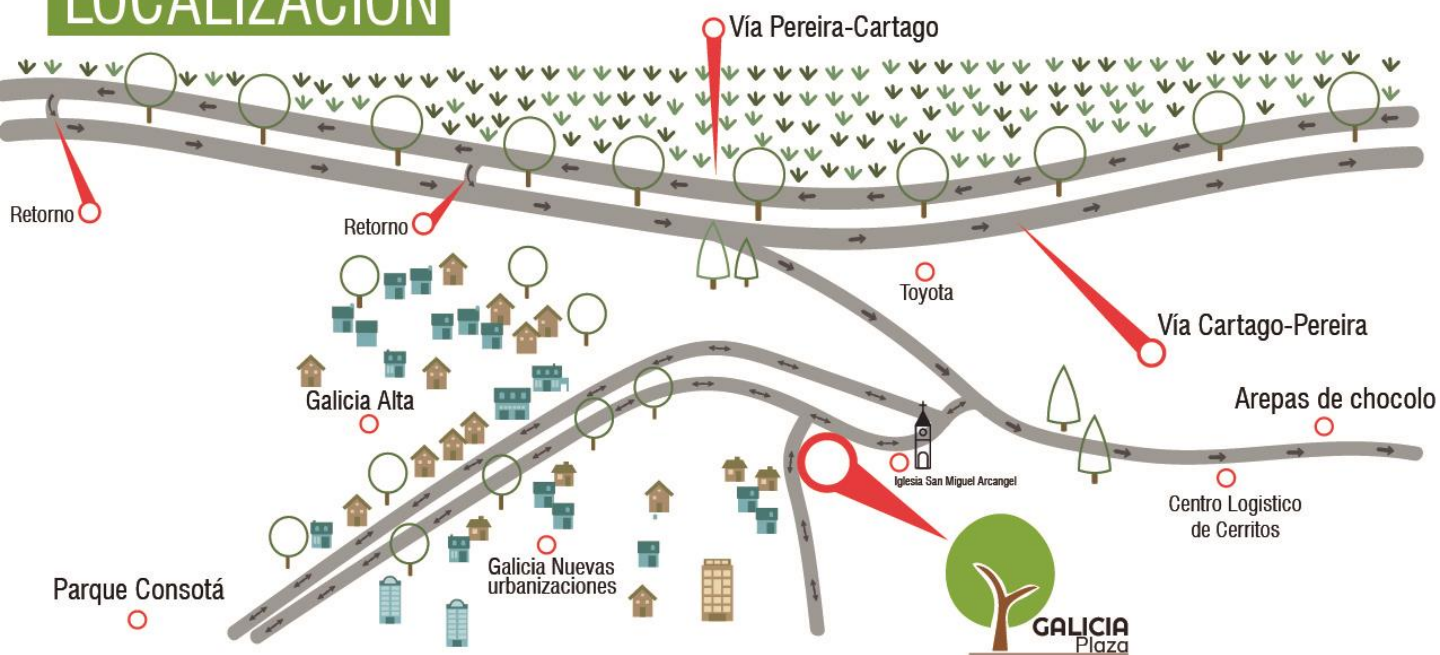 LOCALIZACIÓN
Vía Pereira-Cartago
Retorno
Retorno
Toyota
Vía Cartago-Pereira
Galicia Alta
Arepas de chocolo
Iglesia San Miguel Arcangel
Centro Logistico
de Cerritos
Galicia Nuevas
urbanizaciones
Parque Consotá
GALICIA
Plaza